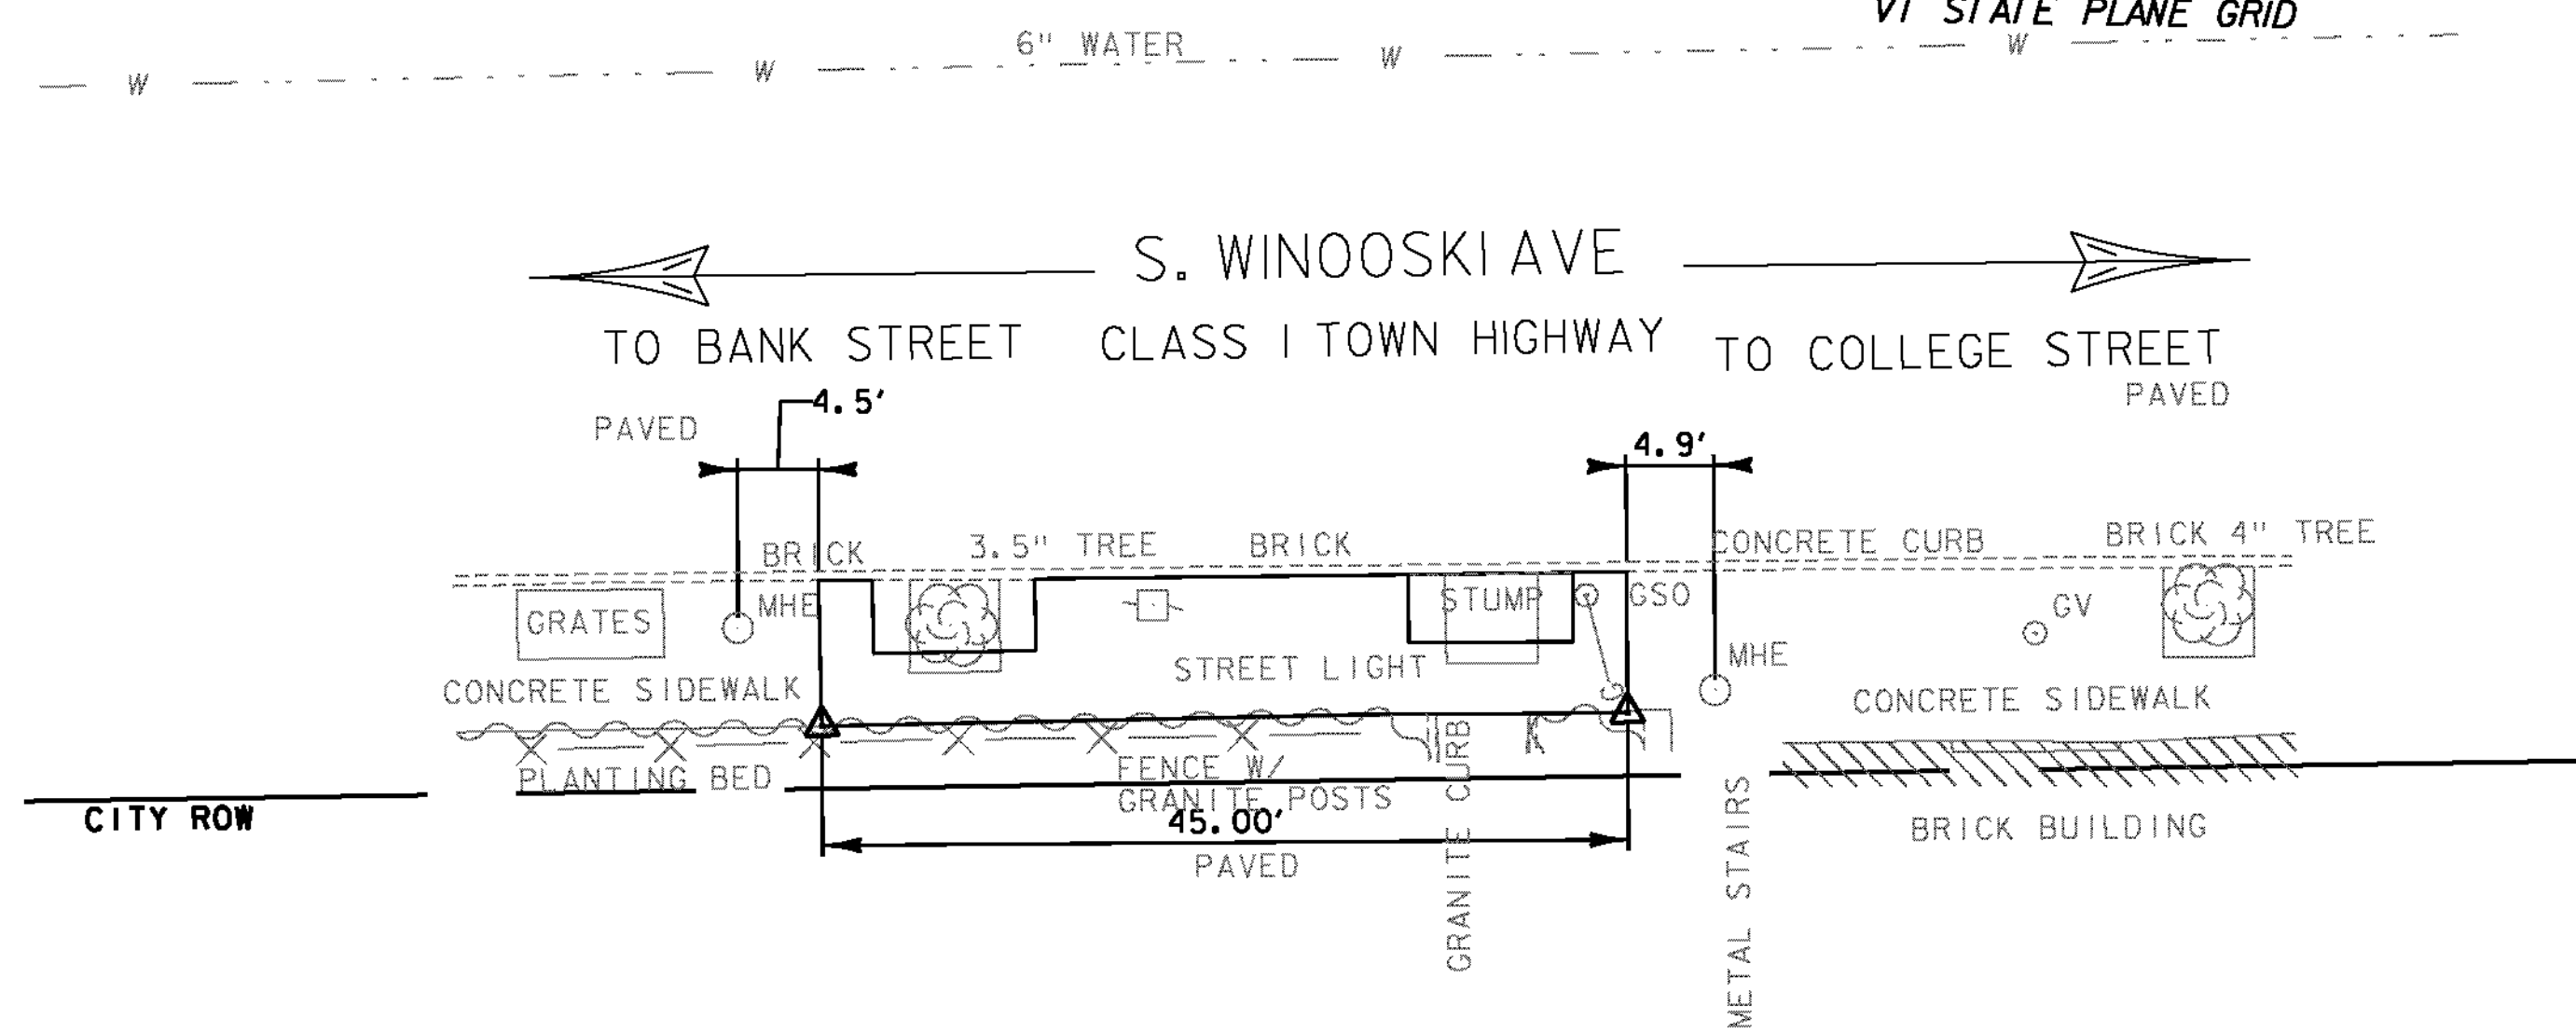 VT STATE PLANE GRID
6" WATER
W W W W
S. WINOOSKI AVE
TO BANK STREET CLASS I TOWN HIGHWAY TO COLLEGE STREET
PAVED
4.5'
PAVED
4.9'
BRICK 3.5" TREE BRICK CONCRETE CURB BRICK 4" TREE
GRATES MHE STUMP GSO GV
STREET LIGHT MHE
CONCRETE SIDEWALK G CONCRETE SIDEWALK
PLANTING BED FENCE W/
GRANITE POSTS
CITY ROW 45.00' BRICK BUILDING
PAVED
GRANITE CURB
METAL STAIRS